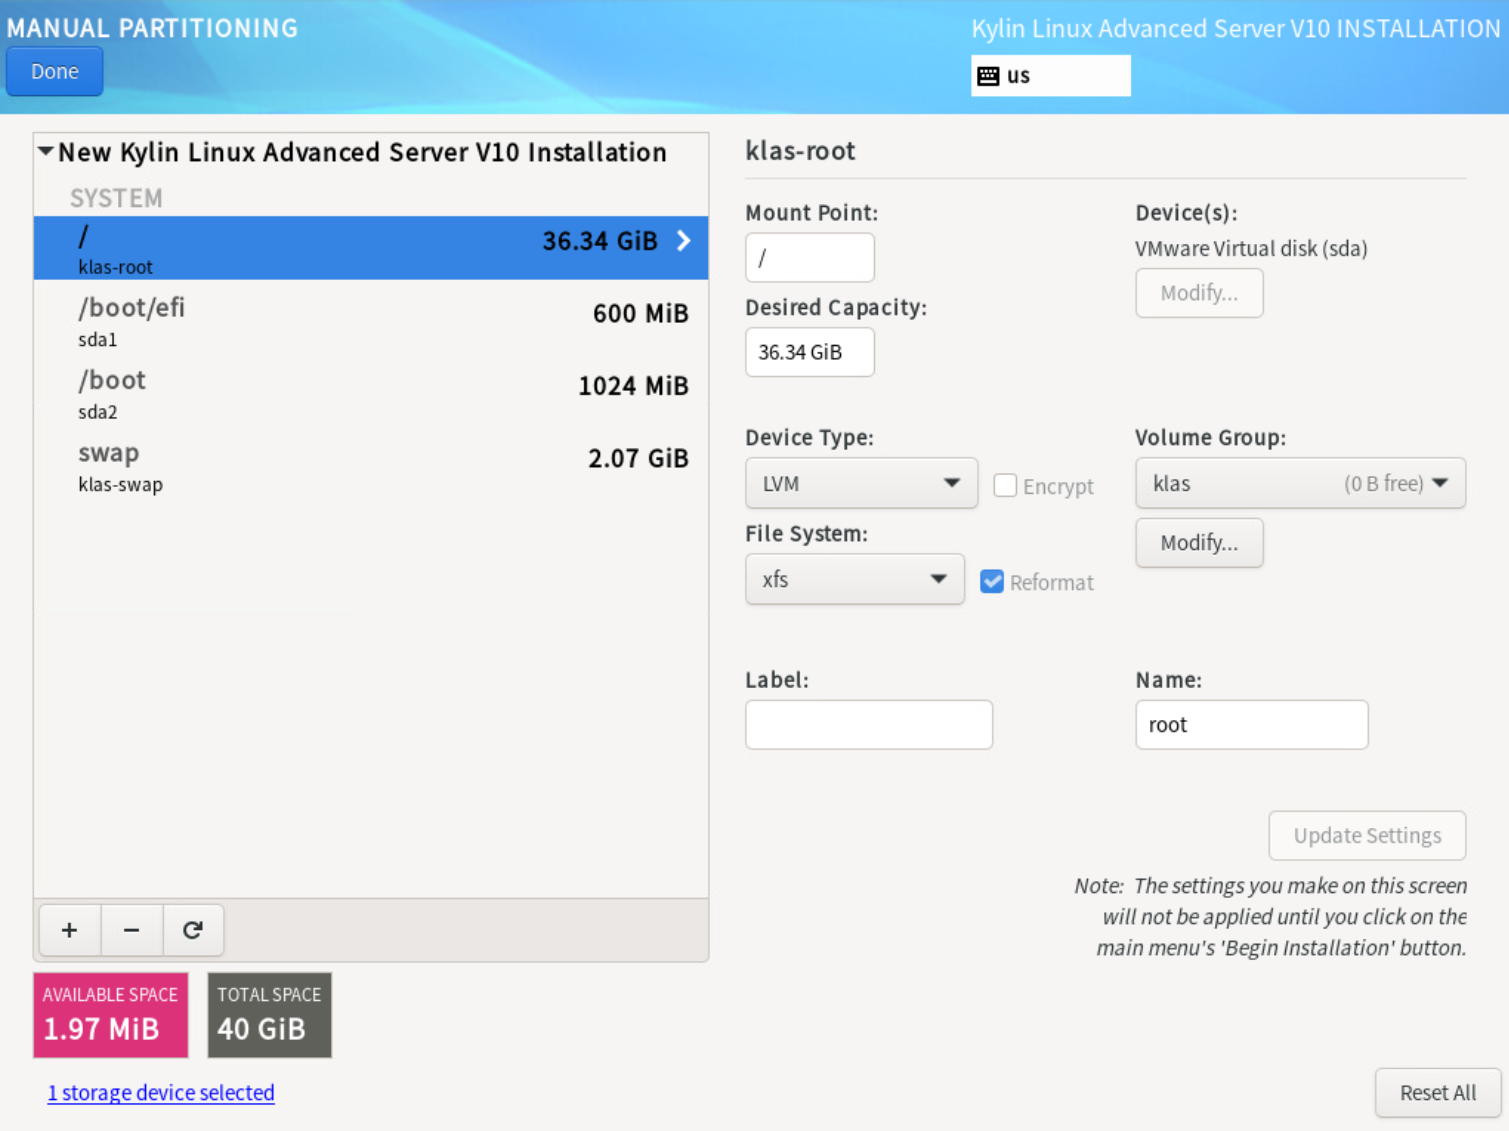 MANUAL PARTITIONING
Kylin Linux Advanced Server V10 INSTALLATION
Done
us
New Kylin Linux Advanced Server V10 Installation
SYSTEM
/
36.34 GiB
klas-root
/boot/efi
600 MiB
sda1
/boot
1024 MiB
sda2
swap
2.07 GiB
klas-swap
+
−
AVAILABLE SPACE
1.97 MiB
TOTAL SPACE
40 GiB
1 storage device selected
klas-root
Mount Point:
/
Device(s):
VMware Virtual disk (sda)
Modify...
Desired Capacity:
36.34 GiB
Device Type:
LVM
Encrypt
Volume Group:
klas (0 B free)
Modify...
File System:
xfs
Reformat
Label:
Name:
root
Update Settings
Note: The settings you make on this screen
will not be applied until you click on the
main menu's 'Begin Installation' button.
Reset All